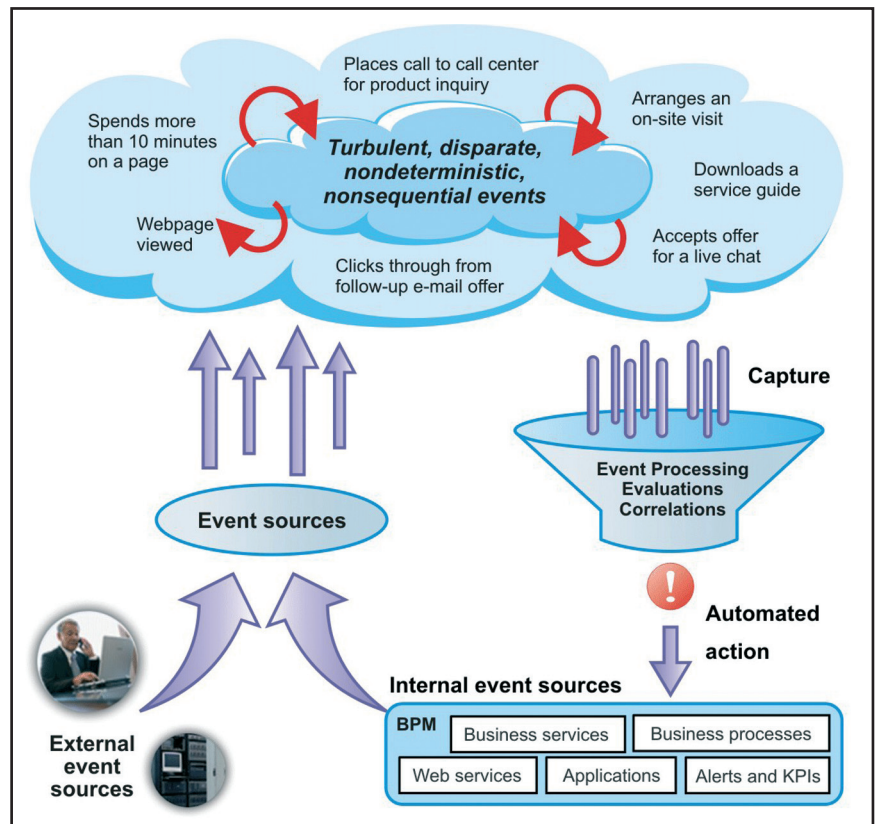 Places call to call center
for product inquiry
Spends more
than 10 minutes
on a page
Arranges an
on-site visit
Turbulent, disparate,
nondeterministic,
nonsequential events
Downloads a
service guide
Webpage
viewed
Accepts offer
for a live chat
Clicks through from
follow-up e-mail offer
Capture
Event Processing
Evaluations
Correlations
Event sources
!
Automated
action
Internal event sources
External
event
sources
BPM
Business services
Business processes
Web services
Applications
Alerts and KPIs